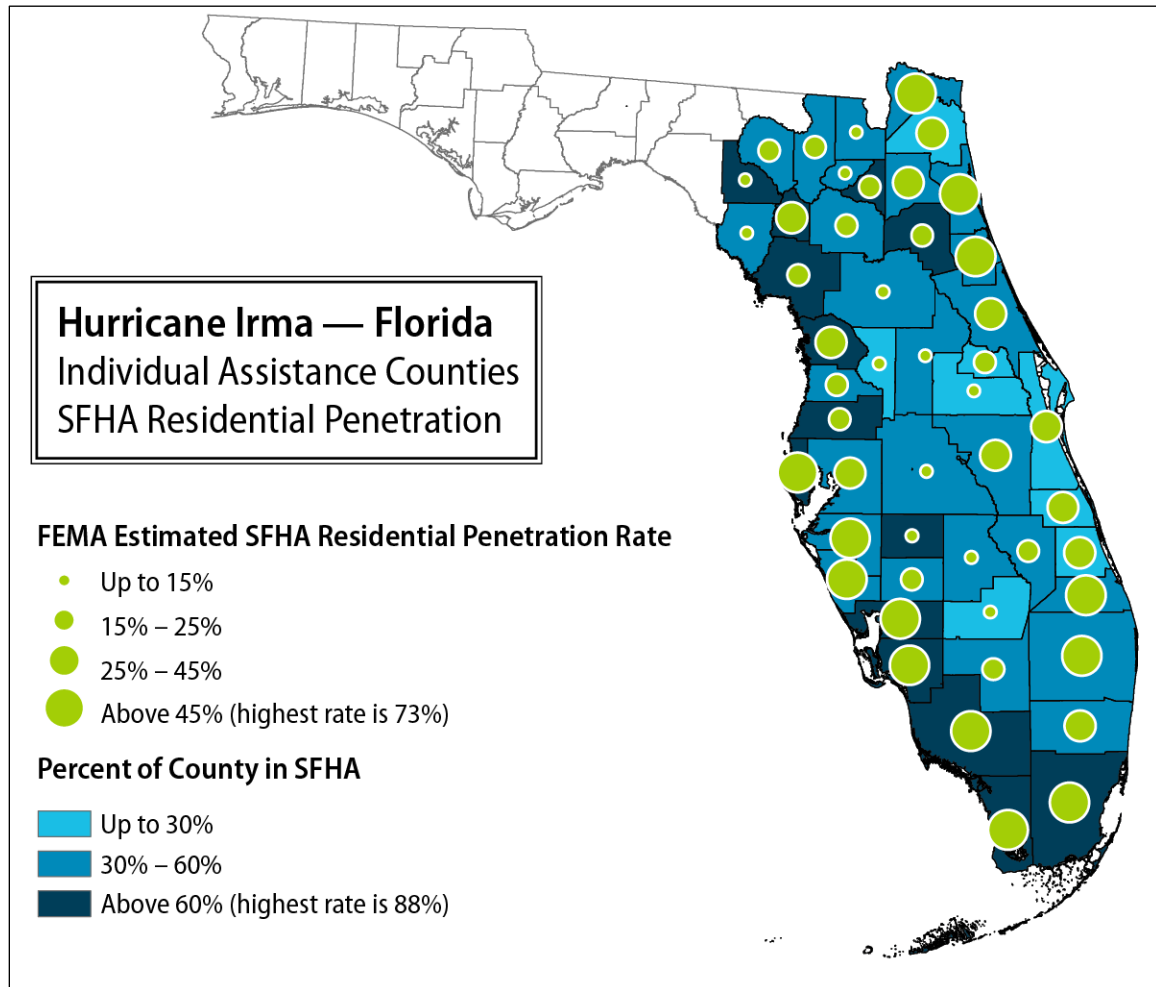 Hurricane Irma — Florida
Individual Assistance Counties
SFHA Residential Penetration
FEMA Estimated SFHA Residential Penetration Rate
Up to 15%
15% – 25%
25% – 45%
Above 45% (highest rate is 73%)
Percent of County in SFHA
Up to 30%
30% – 60%
Above 60% (highest rate is 88%)